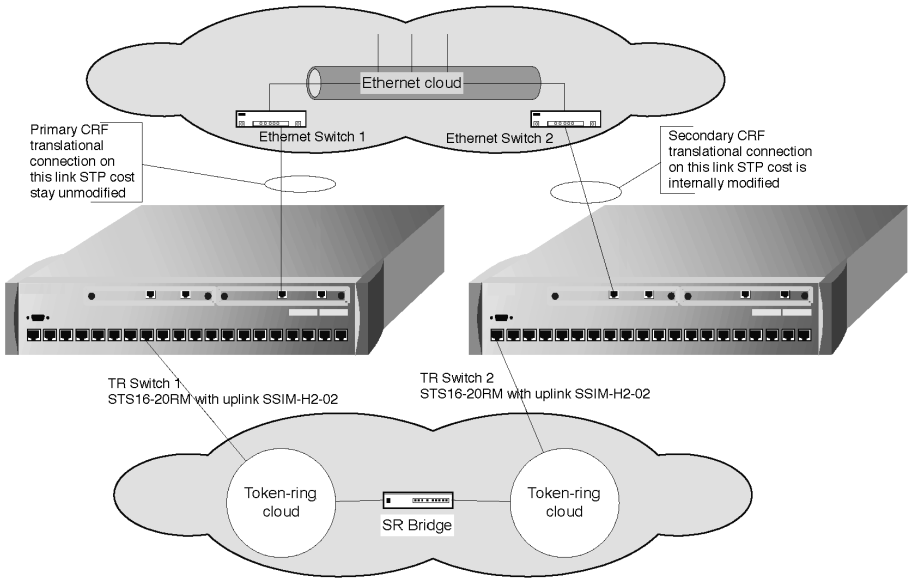 Ethernet cloud
Ethernet Switch 1
Ethernet Switch 2
Primary CRF
translational
connection on
this link STP cost
stay unmodified
Secondary CRF
translational connection
on this link STP cost is
internally modified
TR Switch 1
STS16-20RM with uplink SSIM-H2-02
TR Switch 2
STS16-20RM with uplink SSIM-H2-02
Token-ring
cloud
SR Bridge
Token-ring
cloud